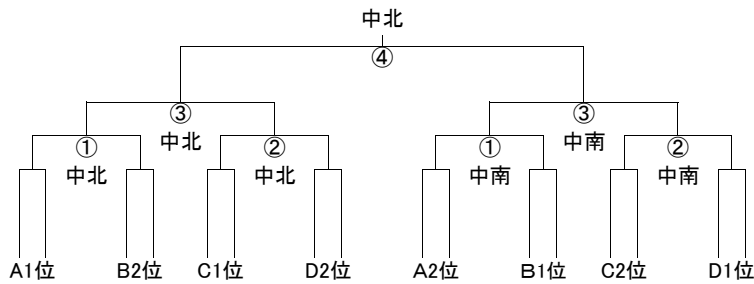 中北
④
③ ③
中北 中南
① ② ① ②
中北 中北 中南 中南
A1位 B2位 C1位 D2位 A2位 B1位 C2位 D1位